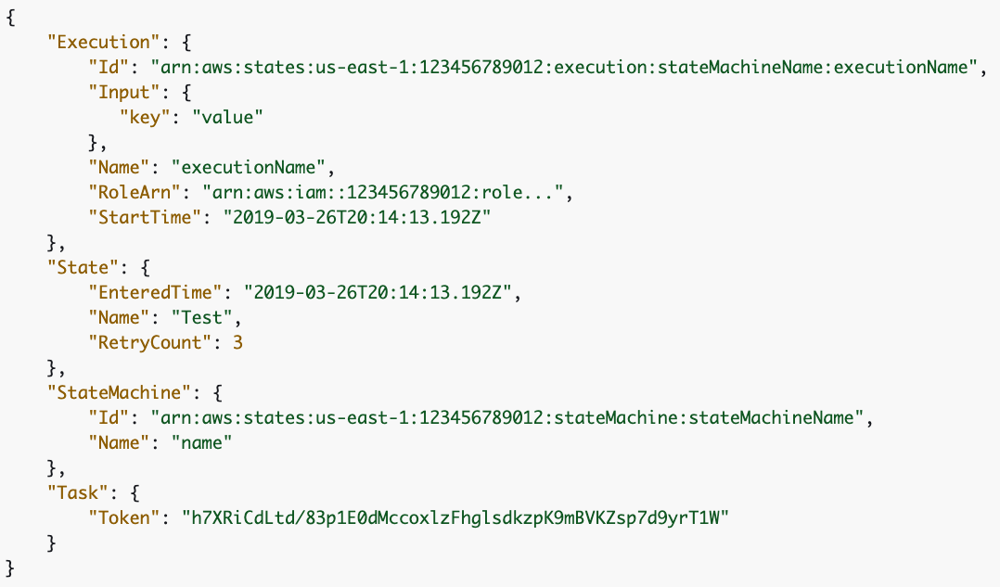 {
    "Execution": {
        "Id": "arn:aws:states:us-east-1:123456789012:execution:stateMachineName:executionName",
        "Input": {
           "key": "value"
        },
        "Name": "executionName",
        "RoleArn": "arn:aws:iam::123456789012:role...",
        "StartTime": "2019-03-26T20:14:13.192Z"
    },
    "State": {
        "EnteredTime": "2019-03-26T20:14:13.192Z",
        "Name": "Test",
        "RetryCount": 3
    },
    "StateMachine": {
        "Id": "arn:aws:states:us-east-1:123456789012:stateMachine:stateMachineName",
        "Name": "name"
    },
    "Task": {
        "Token": "h7XRiCdLtd/83p1E0dMccoxlzFhglsdkzpK9mBVKZsp7d9yrT1W"
    }
}